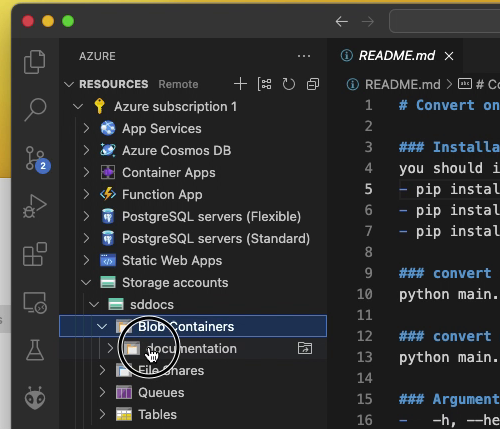 AZURE
RESOURCES Remote
Azure subscription 1
App Services
Azure Cosmos DB
Container Apps
Function App
PostgreSQL servers (Flexible)
PostgreSQL servers (Standard)
Static Web Apps
Storage accounts
sddocs
Blob Containers
documentation
File Shares
Queues
Tables
2
README.md
README.md > # Co
1 # Convert on
2
3 ### Installa
4 you should i
5 - pip instal
6 - pip instal
7 - pip instal
8
9 ### convert
10 python main.
11
12 ### convert
13 python main.
14
15 ### Argument
16 - -h, --he